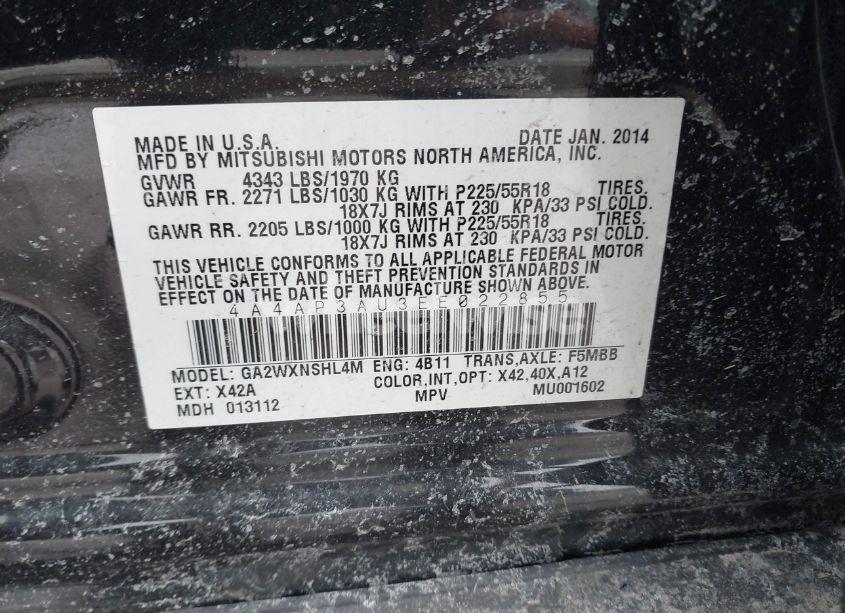 MADE IN U.S.A. DATE JAN. 2014
MFD BY MITSUBISHI MOTORS NORTH AMERICA, INC.
GVWR 4343 LBS/1970 KG
GAWR FR. 2271 LBS/1030 KG WITH P225/55R18 TIRES.
18X7J RIMS AT 230 KPA/33 PSI COLD.
GAWR RR. 2205 LBS/1000 KG WITH P225/55R18 TIRES.
18X7J RIMS AT 230 KPA/33 PSI COLD.
THIS VEHICLE CONFORMS TO ALL APPLICABLE FEDERAL MOTOR
VEHICLE SAFETY AND THEFT PREVENTION STANDARDS IN
EFFECT ON THE DATE OF MANUFACTURE SHOWN ABOVE.
4A4AP3AU3EE022855
MODEL: GA2WXNSHL4M ENG: 4B11 TRANS,AXLE: F5MBB
EXT: X42A COLOR,INT,OPT: X42,40X,A12
MDH 013112 MPV MU001602